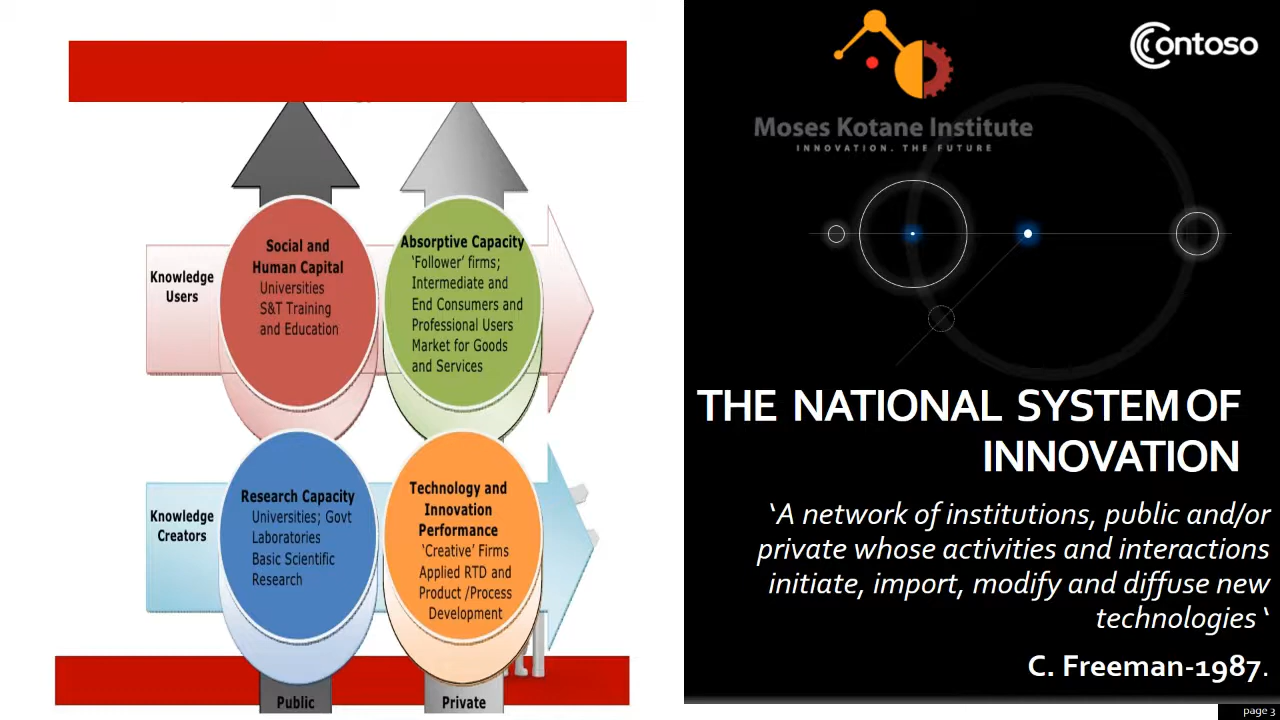 Knowledge
Users
Social and
Human Capital
Universities
S&T Training
and Education
Absorptive Capacity
‘Follower’ firms;
Intermediate and
End Consumers and
Professional Users
Market for Goods
and Services
Knowledge
Creators
Research Capacity
Universities; Govt
Laboratories
Basic Scientific
Research
Technology and
Innovation
Performance
‘Creative’ Firms
Applied RTD and
Product /Process
Development
Public
Private
Contoso
Moses Kotane Institute
INNOVATION. THE FUTURE
THE NATIONAL SYSTEM OF
INNOVATION
‘A network of institutions, public and/or
private whose activities and interactions
initiate, import, modify and diffuse new
technologies ‘
C. Freeman-1987.
page 3